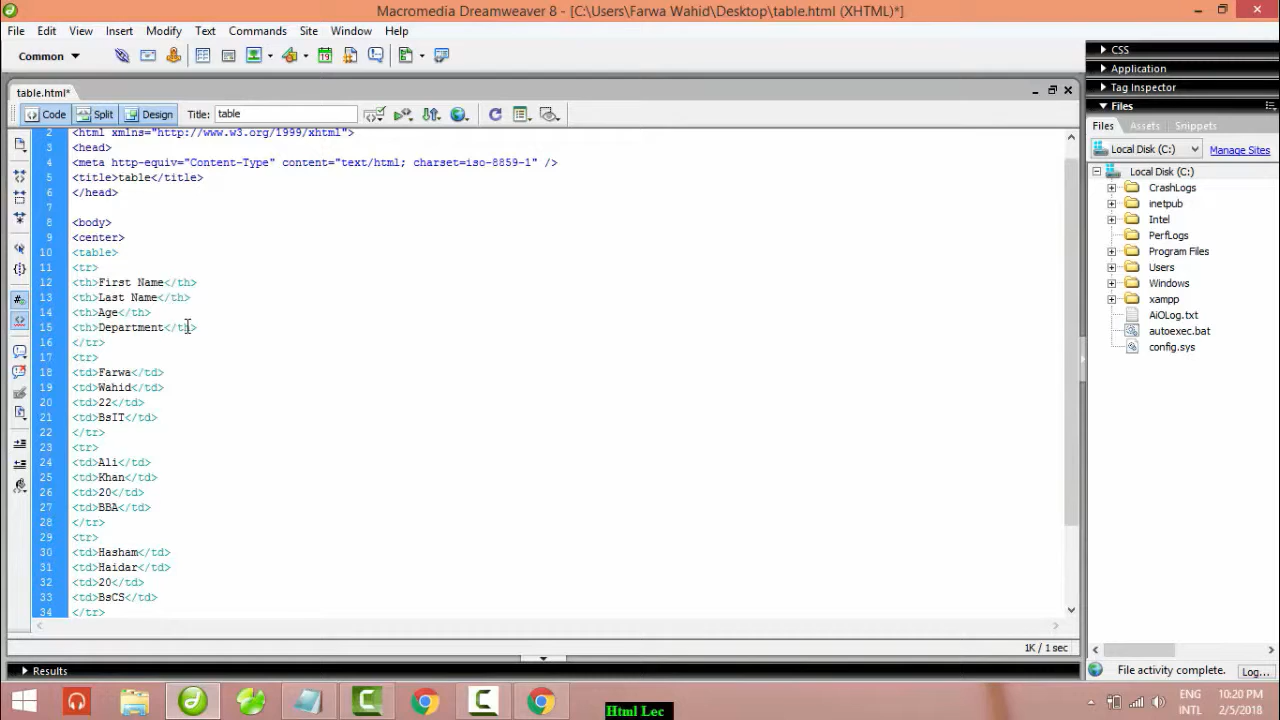 Macromedia Dreamweaver 8 - [C:\Users\Farwa Wahid\Desktop\table.html (XHTML)*]
File Edit View Insert Modify Text Commands Site Window Help
Common
table.html*
Code Split Design Title: table
2 <html xmlns="http://www.w3.org/1999/xhtml">
3 <head>
4 <meta http-equiv="Content-Type" content="text/html; charset=iso-8859-1" />
5 <title>table</title>
6 </head>
7
8 <body>
9 <center>
10 <table>
11 <tr>
12 <th>First Name</th>
13 <th>Last Name</th>
14 <th>Age</th>
15 <th>Department</th>
16 </tr>
17 <tr>
18 <td>Farwa</td>
19 <td>Wahid</td>
20 <td>22</td>
21 <td>BsIT</td>
22 </tr>
23 <tr>
24 <td>Ali</td>
25 <td>Khan</td>
26 <td>20</td>
27 <td>BBA</td>
28 </tr>
29 <tr>
30 <td>Hasham</td>
31 <td>Haidar</td>
32 <td>20</td>
33 <td>BsCS</td>
34 </tr>
1K / 1 sec
Results
CSS
Application
Tag Inspector
Files
Files Assets Snippets
Local Disk (C:) Manage Sites
Local Disk (C:)
CrashLogs
inetpub
Intel
PerfLogs
Program Files
Users
Windows
xampp
AiOLog.txt
autoexec.bat
config.sys
File activity complete. Log...
Html Lec
ENG
INTL
10:20 PM
2/5/2018